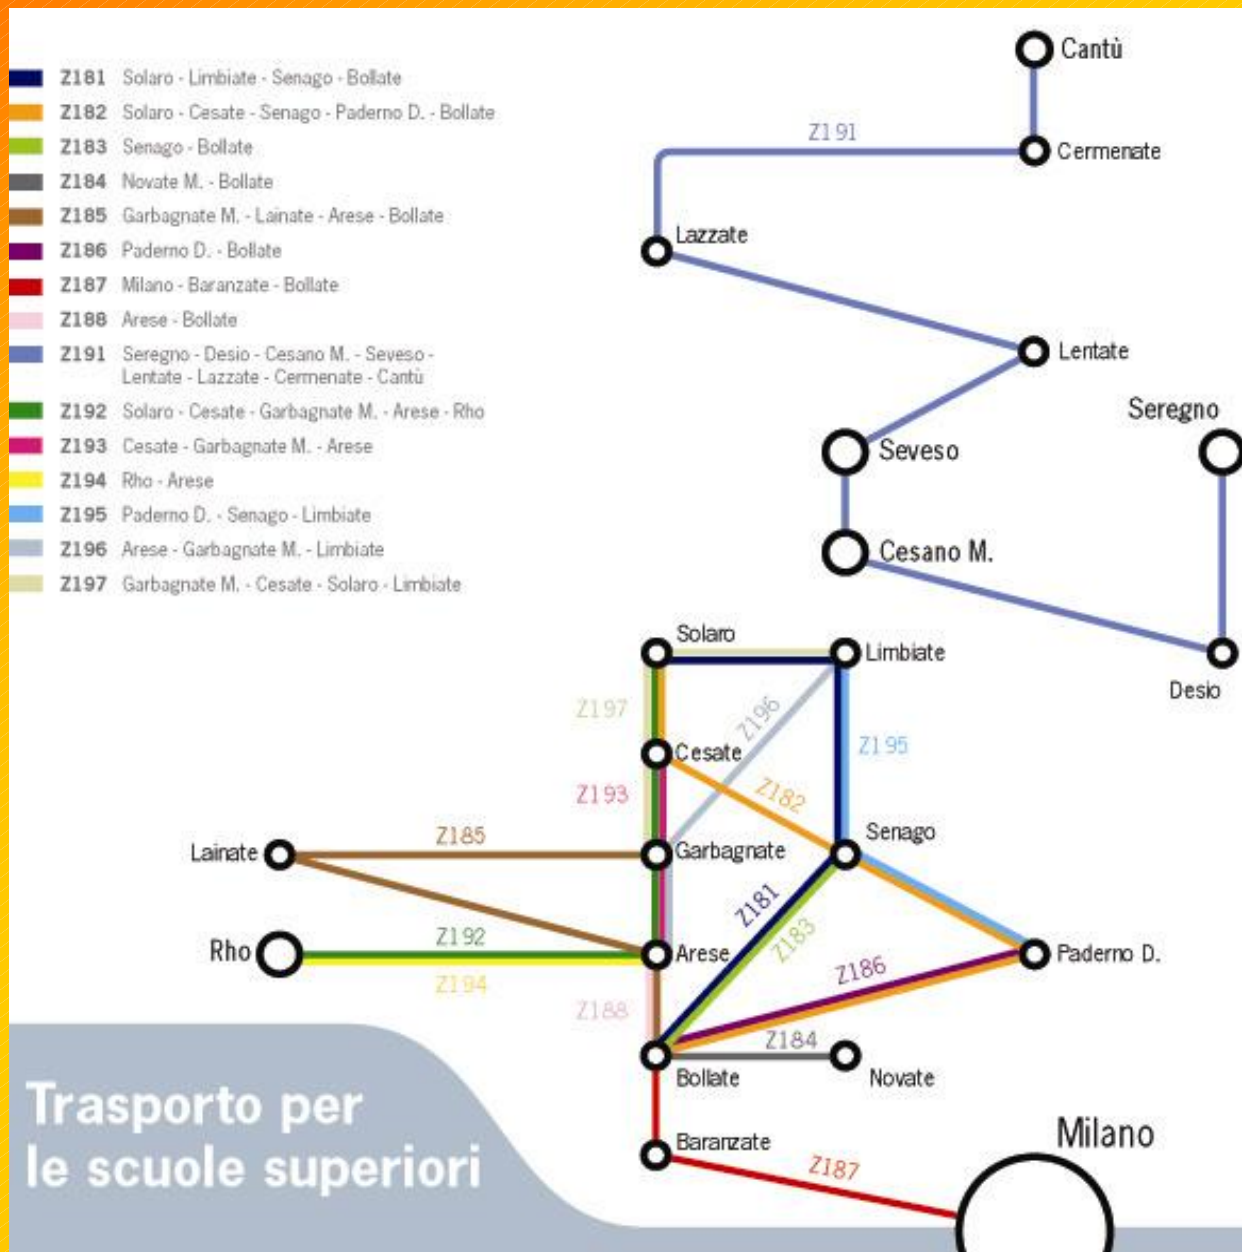 Z181 Solaro - Limbiate - Senago - Bollate
Z182 Solaro - Cesate - Senago - Paderno D. - Bollate
Z183 Senago - Bollate
Z184 Novate M. - Bollate
Z185 Garbagnate M. - Lainate - Arese - Bollate
Z186 Paderno D. - Bollate
Z187 Milano - Baranzate - Bollate
Z188 Arese - Bollate
Z191 Seregno - Desio - Cesano M. - Seveso -
Lentate - Lazzate - Cermenate - Cantù
Z192 Solaro - Cesate - Garbagnate M. - Arese - Rho
Z193 Cesate - Garbagnate M. - Arese
Z194 Rho - Arese
Z195 Paderno D. - Senago - Limbiate
Z196 Arese - Garbagnate M. - Limbiate
Z197 Garbagnate M. - Cesate - Solaro - Limbiate
Cantù
Z191
Cermenate
Lazzate
Lentate
Seregno
Seveso
Cesano M.
Solaro
Limbiate
Desio
Z197
Z196
Z195
Cesate
Z193
Z182
Senago
Z185
Lainate
Garbagnate
Z181
Z183
Rho
Z192
Arese
Paderno D.
Z186
Z194
Z188
Z184
Bollate
Novate
Baranzate
Milano
Z187
Trasporto per
le scuole superiori